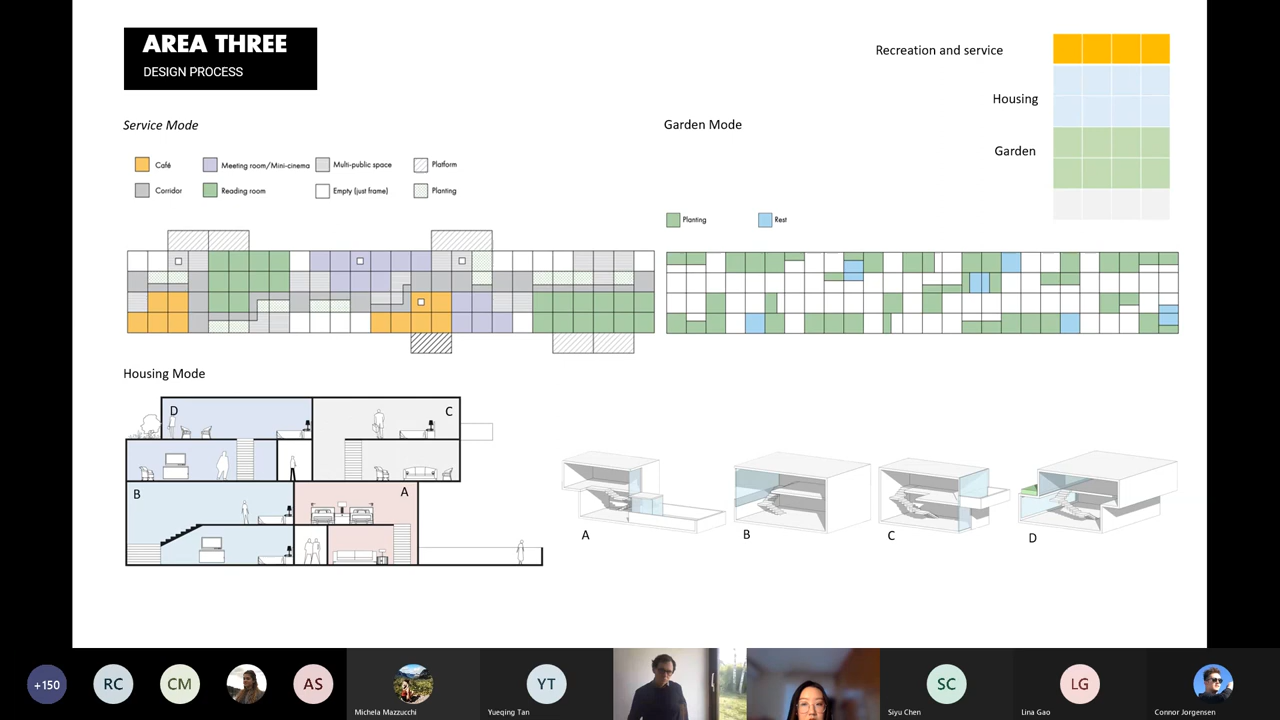 AREA THREE
DESIGN PROCESS
Recreation and service
Housing
Garden
Service Mode
Café
Meeting room/Mini-cinema
Multi-public space
Platform
Corridor
Reading room
Empty (just frame)
Planting
Garden Mode
Planting
Rest
Housing Mode
D
C
B
A
A
B
C
D
+150
RC
CM
AS
Michela Mazzucchi
YT
Yueqing Tan
SC
Siyu Chen
LG
Lina Gao
Connor Jorgensen